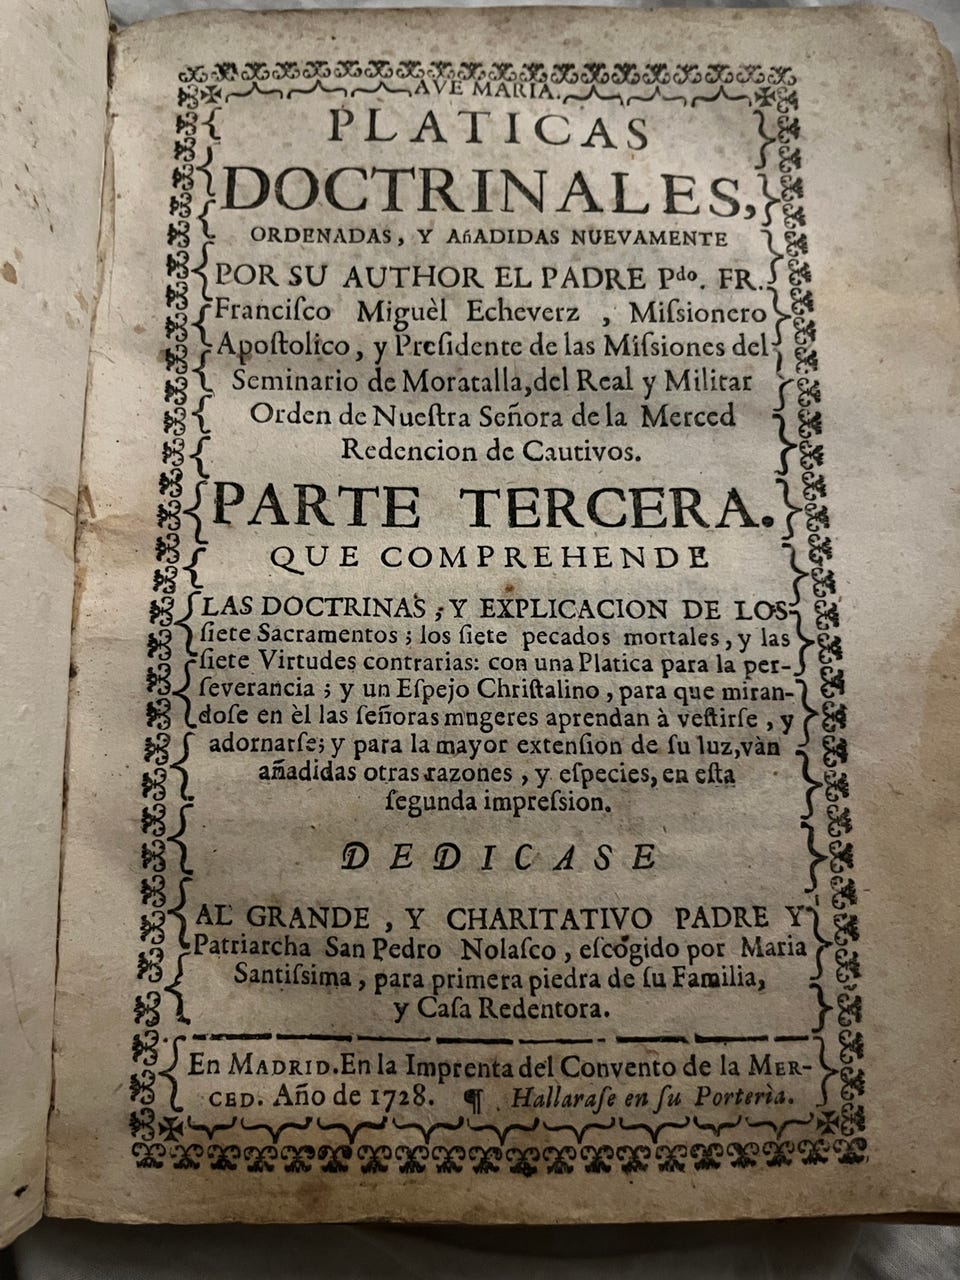 AVE MARIA.
PLATICAS
DOCTRINALES,
ORDENADAS, Y AñADIDAS NUEVAMENTE
POR SU AUTHOR EL PADRE Pdo. FR.
Franciſco Miguèl Echeverz , Miſsionero
Apoſtolico, y Preſidente de las Miſsiones del
Seminario de Moratalla,del Real y Militar
Orden de Nueſtra Señora de la Merced
Redencion de Cautivos.
PARTE TERCERA.
QUE COMPREHENDE
LAS DOCTRINAS ; Y EXPLICACION DE LOS
ſiete Sacramentos ; los ſiete pecados mortales, y las
ſiete Virtudes contrarias: con una Platica para la per-
ſeverancia ; y un Eſpejo Chriſtalino , para que miran-
doſe en èl las ſeñoras mugeres aprendan à veſtirſe , y
adornarſe; y para la mayor extenſion de ſu luz,vàn
añadidas otras razones , y eſpecies, en eſta
ſegunda impreſsion.
DEDICASE
AL GRANDE , Y CHARITATIVO PADRE Y
Patriarcha San Pedro Nolaſco , eſcogido por Maria
Santiſsima , para primera piedra de ſu Familia,
y Caſa Redentora.
En MADRID.En la Imprenta del Convento de la MER-
CED. Año de 1728. ¶ Hallaraſe en ſu Porterìa.